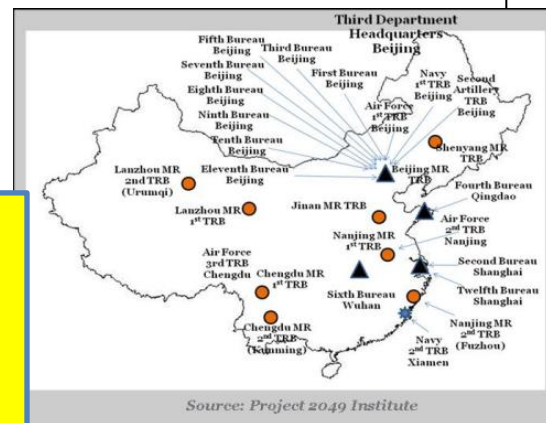 Third Department
Headquarters
Beijing
Fifth Bureau
Beijing
Third Bureau
Beijing
Seventh Bureau
Beijing
First Bureau
Beijing
Eighth Bureau
Beijing
Navy
1st TRB
Beijing
Second
Artillery
TRB
Beijing
Ninth Bureau
Beijing
Air Force
1st TRB
Beijing
Tenth Bureau
Beijing
Shenyang MR
TRB
Lanzhou MR
2nd TRB
(Urumqi)
Eleventh Bureau
Beijing
Beijing MR
TRB
Fourth Bureau
Qingdao
Lanzhou MR
1st TRB
Jinan MR TRB
Air Force
2nd TRB
Nanjing
Nanjing MR
1st TRB
Air Force
3rd TRB
Chengdu
Chengdu MR
1st TRB
Second Bureau
Shanghai
Sixth Bureau
Wuhan
Twelfth Bureau
Shanghai
Chengdu MR
2nd TRB
(Kunming)
Nanjing MR
2nd TRB
(Fuzhou)
Navy
2nd TRB
Xiamen
Source: Project 2049 Institute